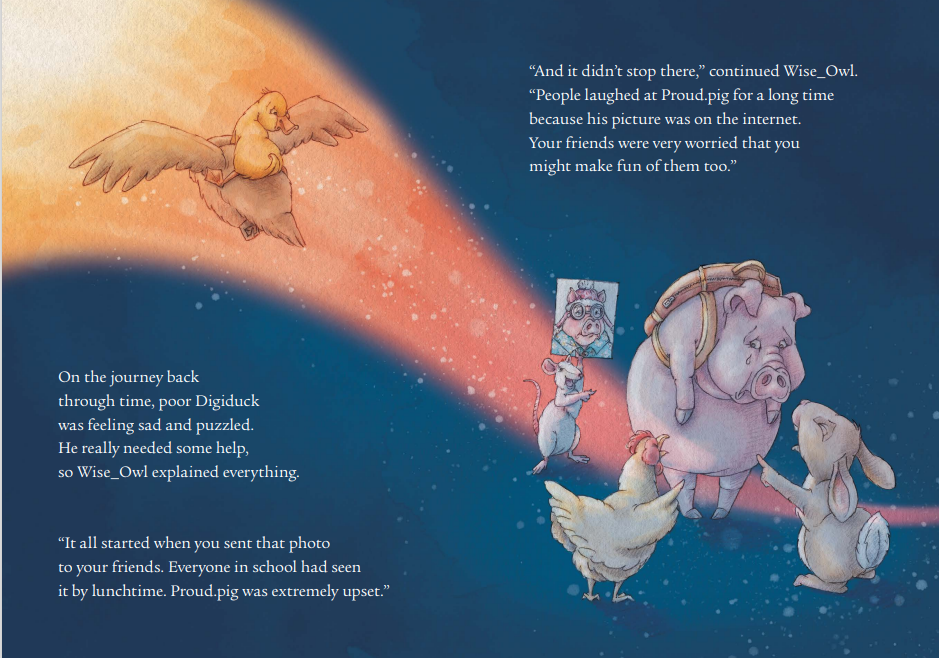 On the journey back
through time, poor Digiduck
was feeling sad and puzzled.
He really needed some help,
so Wise_Owl explained everything.
“It all started when you sent that photo
to your friends. Everyone in school had seen
it by lunchtime. Proud.pig was extremely upset.”
“And it didn’t stop there,” continued Wise_Owl.
“People laughed at Proud.pig for a long time
because his picture was on the internet.
Your friends were very worried that you
might make fun of them too.”